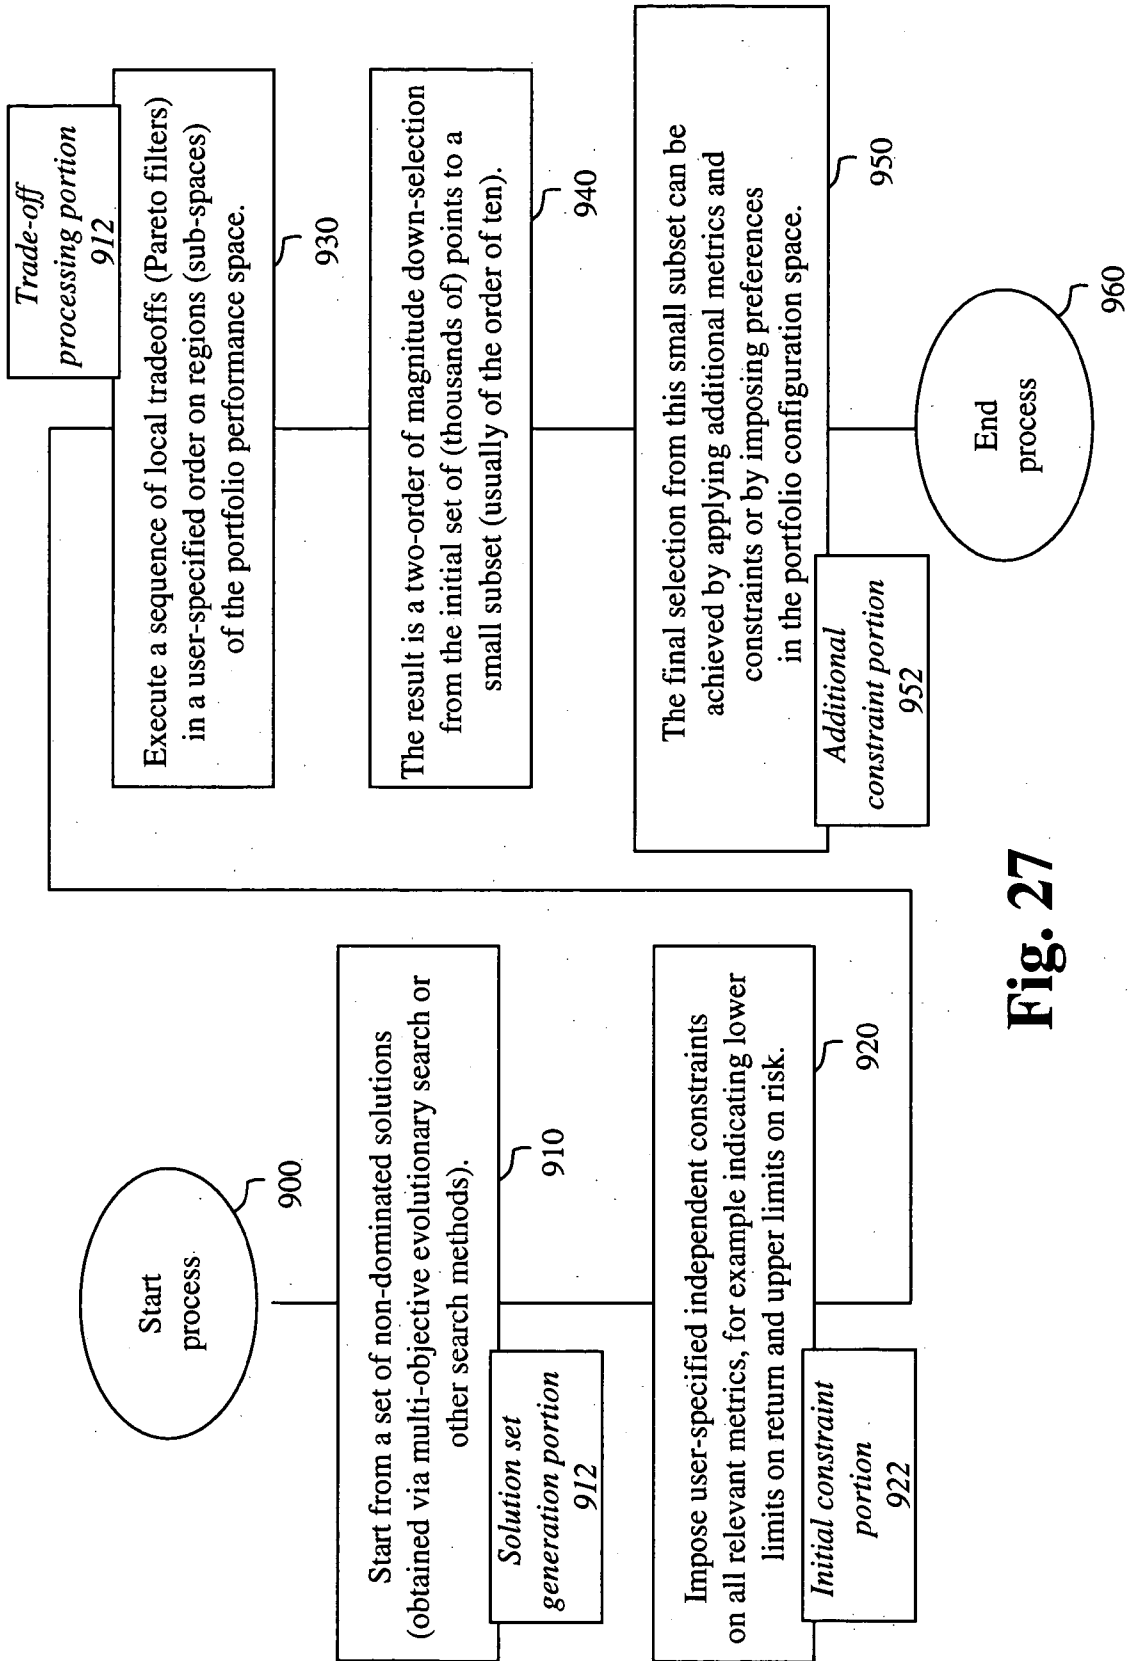 Start
process
900
Start from a set of non-dominated solutions
(obtained via multi-objective evolutionary search or
other search methods).
910
Solution set
generation portion
912
Impose user-specified independent constraints
on all relevant metrics, for example indicating lower
limits on return and upper limits on risk.
920
Initial constraint
portion
922
Trade-off
processing portion
912
Execute a sequence of local tradeoffs (Pareto filters)
in a user-specified order on regions (sub-spaces)
of the portfolio performance space.
930
The result is a two-order of magnitude down-selection
from the initial set of (thousands of) points to a
small subset (usually of the order of ten).
940
The final selection from this small subset can be
achieved by applying additional metrics and
constraints or by imposing preferences
in the portfolio configuration space.
950
Additional
constraint portion
952
End
process
960
Fig. 27